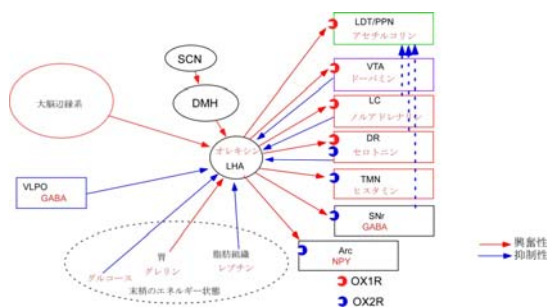 LDT/PPN
アセチルコリン
SCN
VTA
ドーパミン
DMH
LC
ノルアドレナリン
大脳辺縁系
オレキシン
LHA
DR
セロトニン
VLPO
GABA
TMN
ヒスタミン
SNr
GABA
胃
グレリン
脂肪組織
レプチン
グルコース
末梢のエネルギー状態
Arc
NPY
興奮性
抑制性
OX1R
OX2R